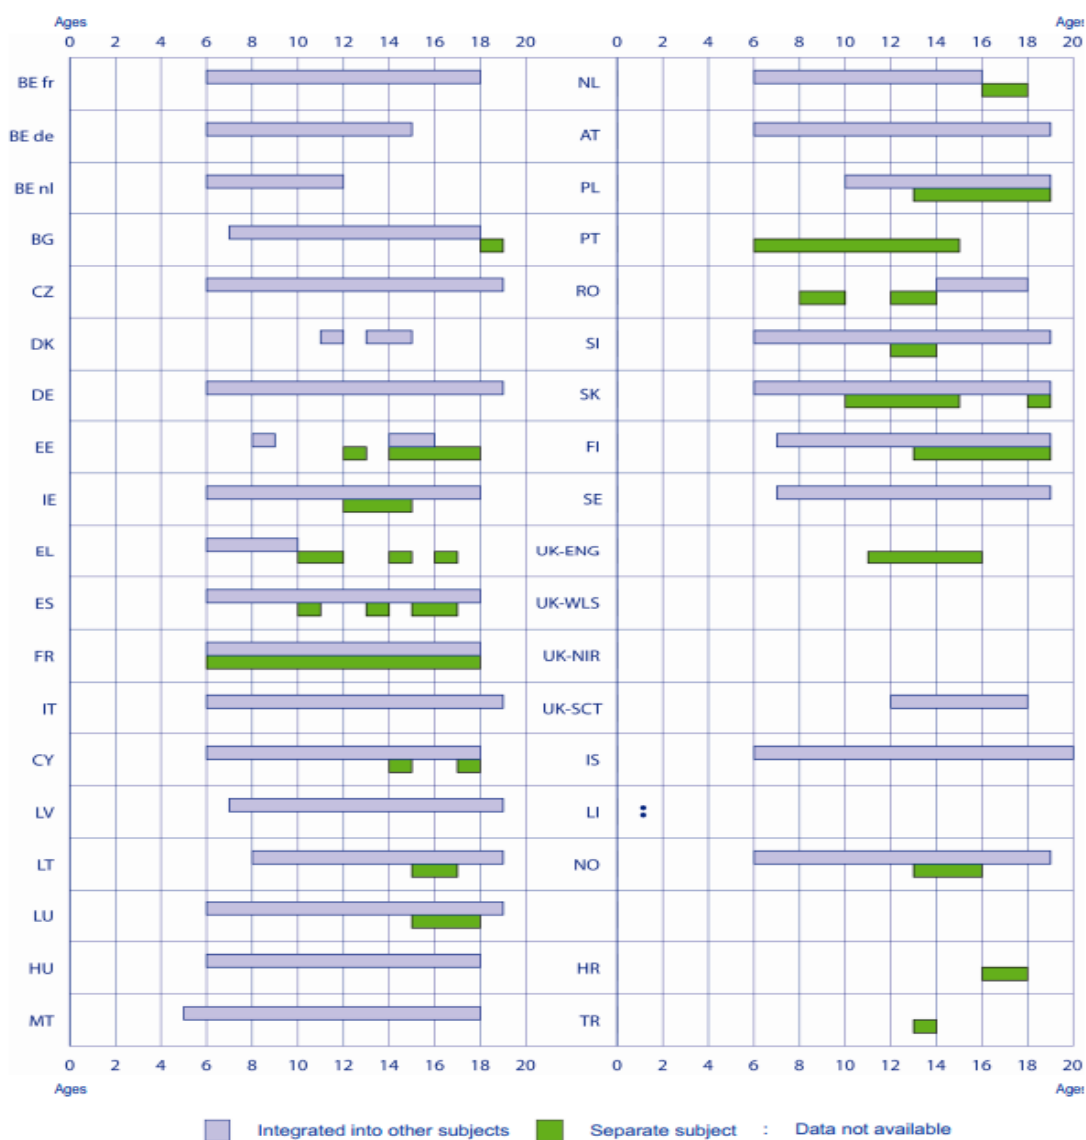 Ages Ages
0 2 4 6 8 10 12 14 16 18 20 0 2 4 6 8 10 12 14 16 18 20
BE fr NL
BE de AT
BE nl PL
BG PT
CZ RO
DK SI
DE SK
EE FI
IE SE
EL UK-ENG
ES UK-WLS
FR UK-NIR
IT UK-SCT
CY IS
LV LI :
LT NO
LU
HU HR
MT TR
0 2 4 6 8 10 12 14 16 18 20 0 2 4 6 8 10 12 14 16 18 20
Ages Ages
Integrated into other subjects Separate subject : Data not available